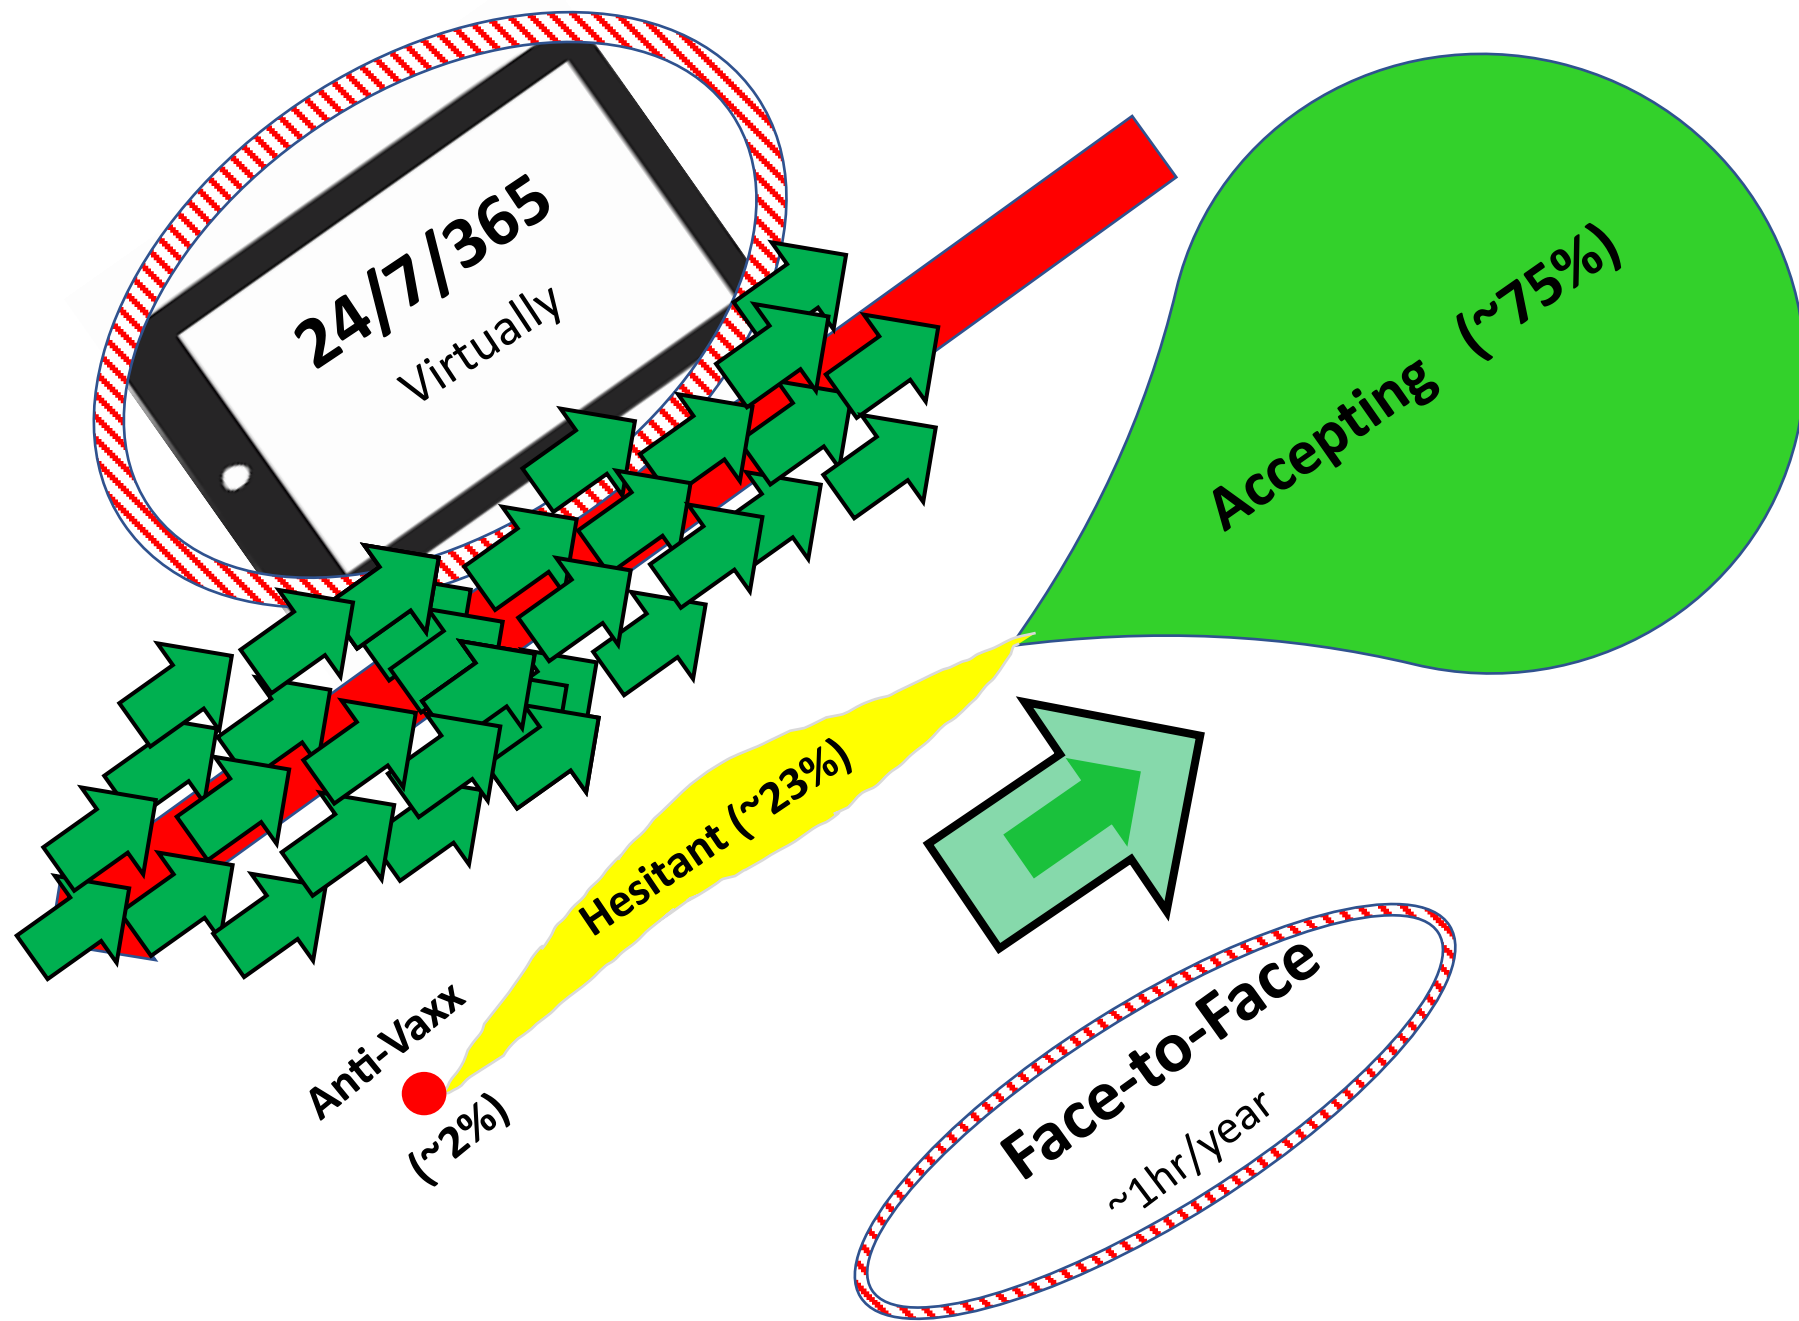 24/7/365
Virtually
Accepting (~75%)
Hesitant (~23%)
Anti-Vaxx
(~2%)
Face-to-Face
~1hr/year